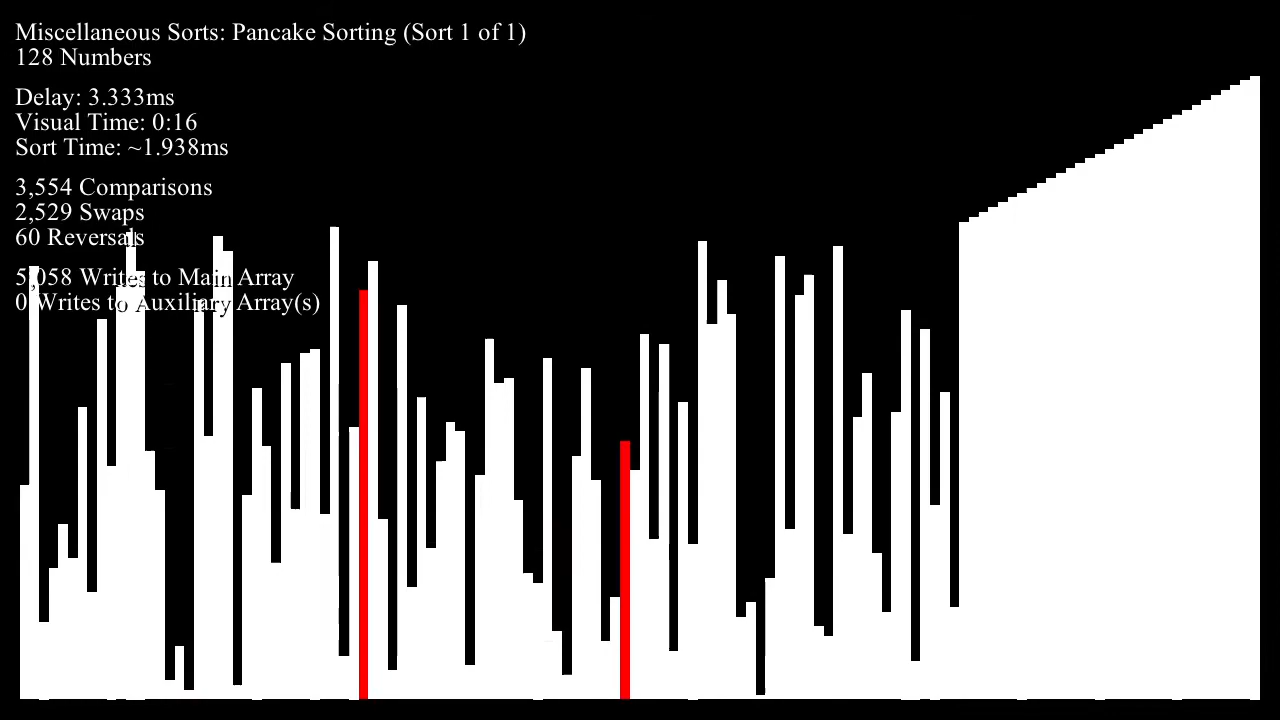 Miscellaneous Sorts: Pancake Sorting (Sort 1 of 1)
128 Numbers
Delay: 3.333ms
Visual Time: 0:16
Sort Time: ~1.938ms
3,554 Comparisons
2,529 Swaps
60 Reversals
5,058 Writes to Main Array
0 Writes to Auxiliary Array(s)